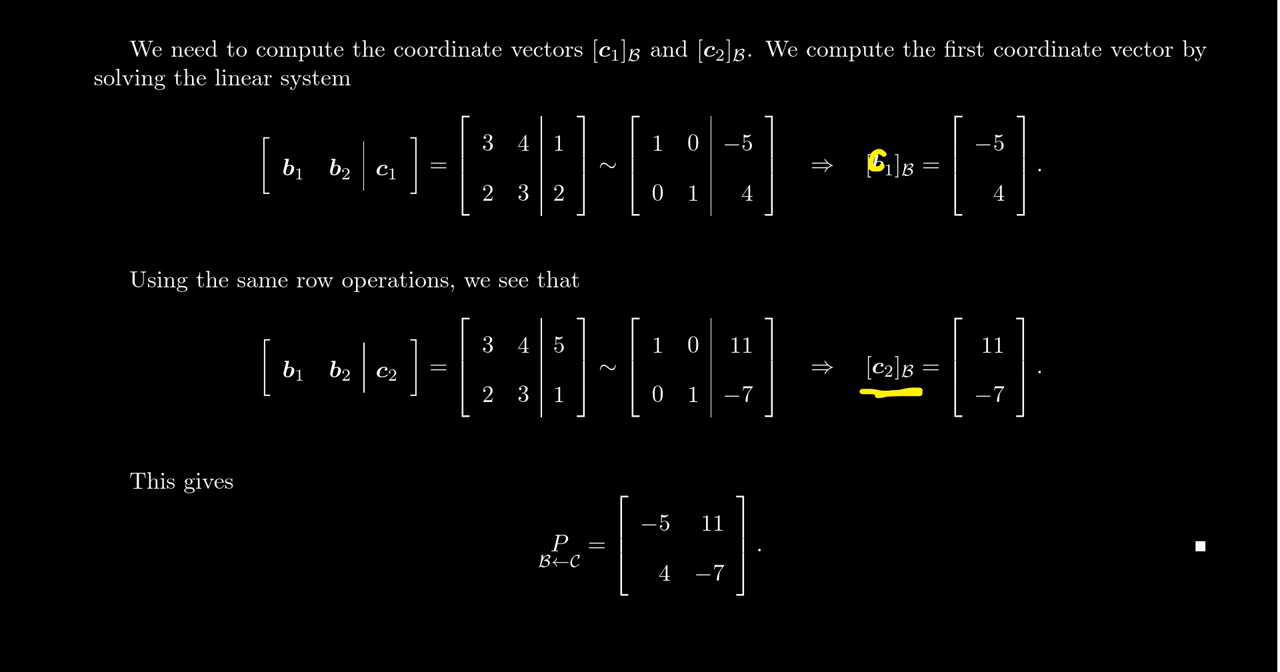 We need to compute the coordinate vectors [c₁]_B and [c₂]_B. We compute the first coordinate vector by
solving the linear system
[ b₁ b₂ | c₁ ] = [ 3 4 | 1 ; 2 3 | 2 ] ~ [ 1 0 | −5 ; 0 1 | 4 ] ⇒ [c₁]_B = [ −5 ; 4 ].
Using the same row operations, we see that
[ b₁ b₂ | c₂ ] = [ 3 4 | 5 ; 2 3 | 1 ] ~ [ 1 0 | 11 ; 0 1 | −7 ] ⇒ [c₂]_B = [ 11 ; −7 ].
This gives
P_{B←C} = [ −5 11 ; 4 −7 ].